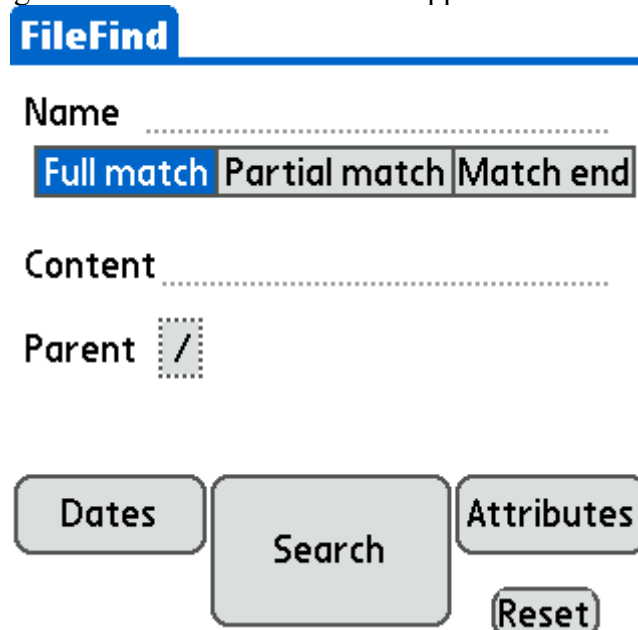 FileFind
Name
Full match Partial match Match end
Content
Parent /
Dates Search Attributes
Reset